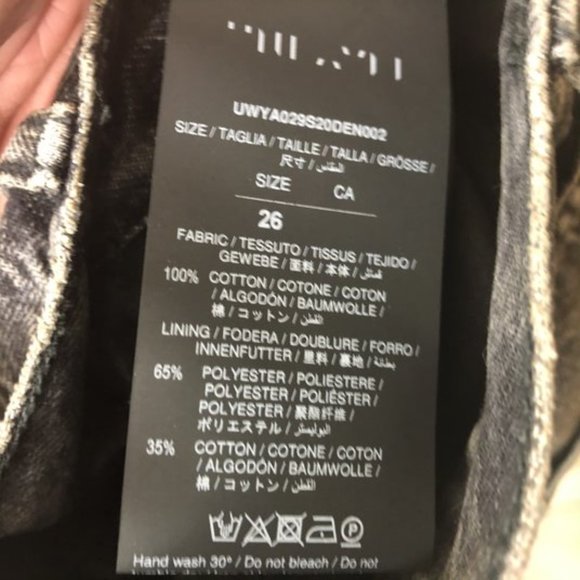 UWYA029S20DEN002
SIZE / TAGLIA / TAILLE / TALLA / GRÖSSE /
尺寸 / المقاس /
SIZE CA
26
FABRIC / TESSUTO / TISSUS / TEJIDO /
GEWEBE / 面料 / 本体 / قماش /
100% COTTON / COTONE / COTON
/ ALGODÓN / BAUMWOLLE /
棉 / コットン / القطن /
LINING / FODERA / DOUBLURE / FORRO /
INNENFUTTER / 里料 / 裏地 / بطانة /
65% POLYESTER / POLIESTERE /
POLYESTER / POLIÉSTER /
POLYESTER / 聚酯纤维 /
ポリエステル / البوليستر /
35% COTTON / COTONE / COTON
/ ALGODÓN / BAUMWOLLE /
棉 / コットン / القطن /
P
Hand wash 30° / Do not bleach / Do not